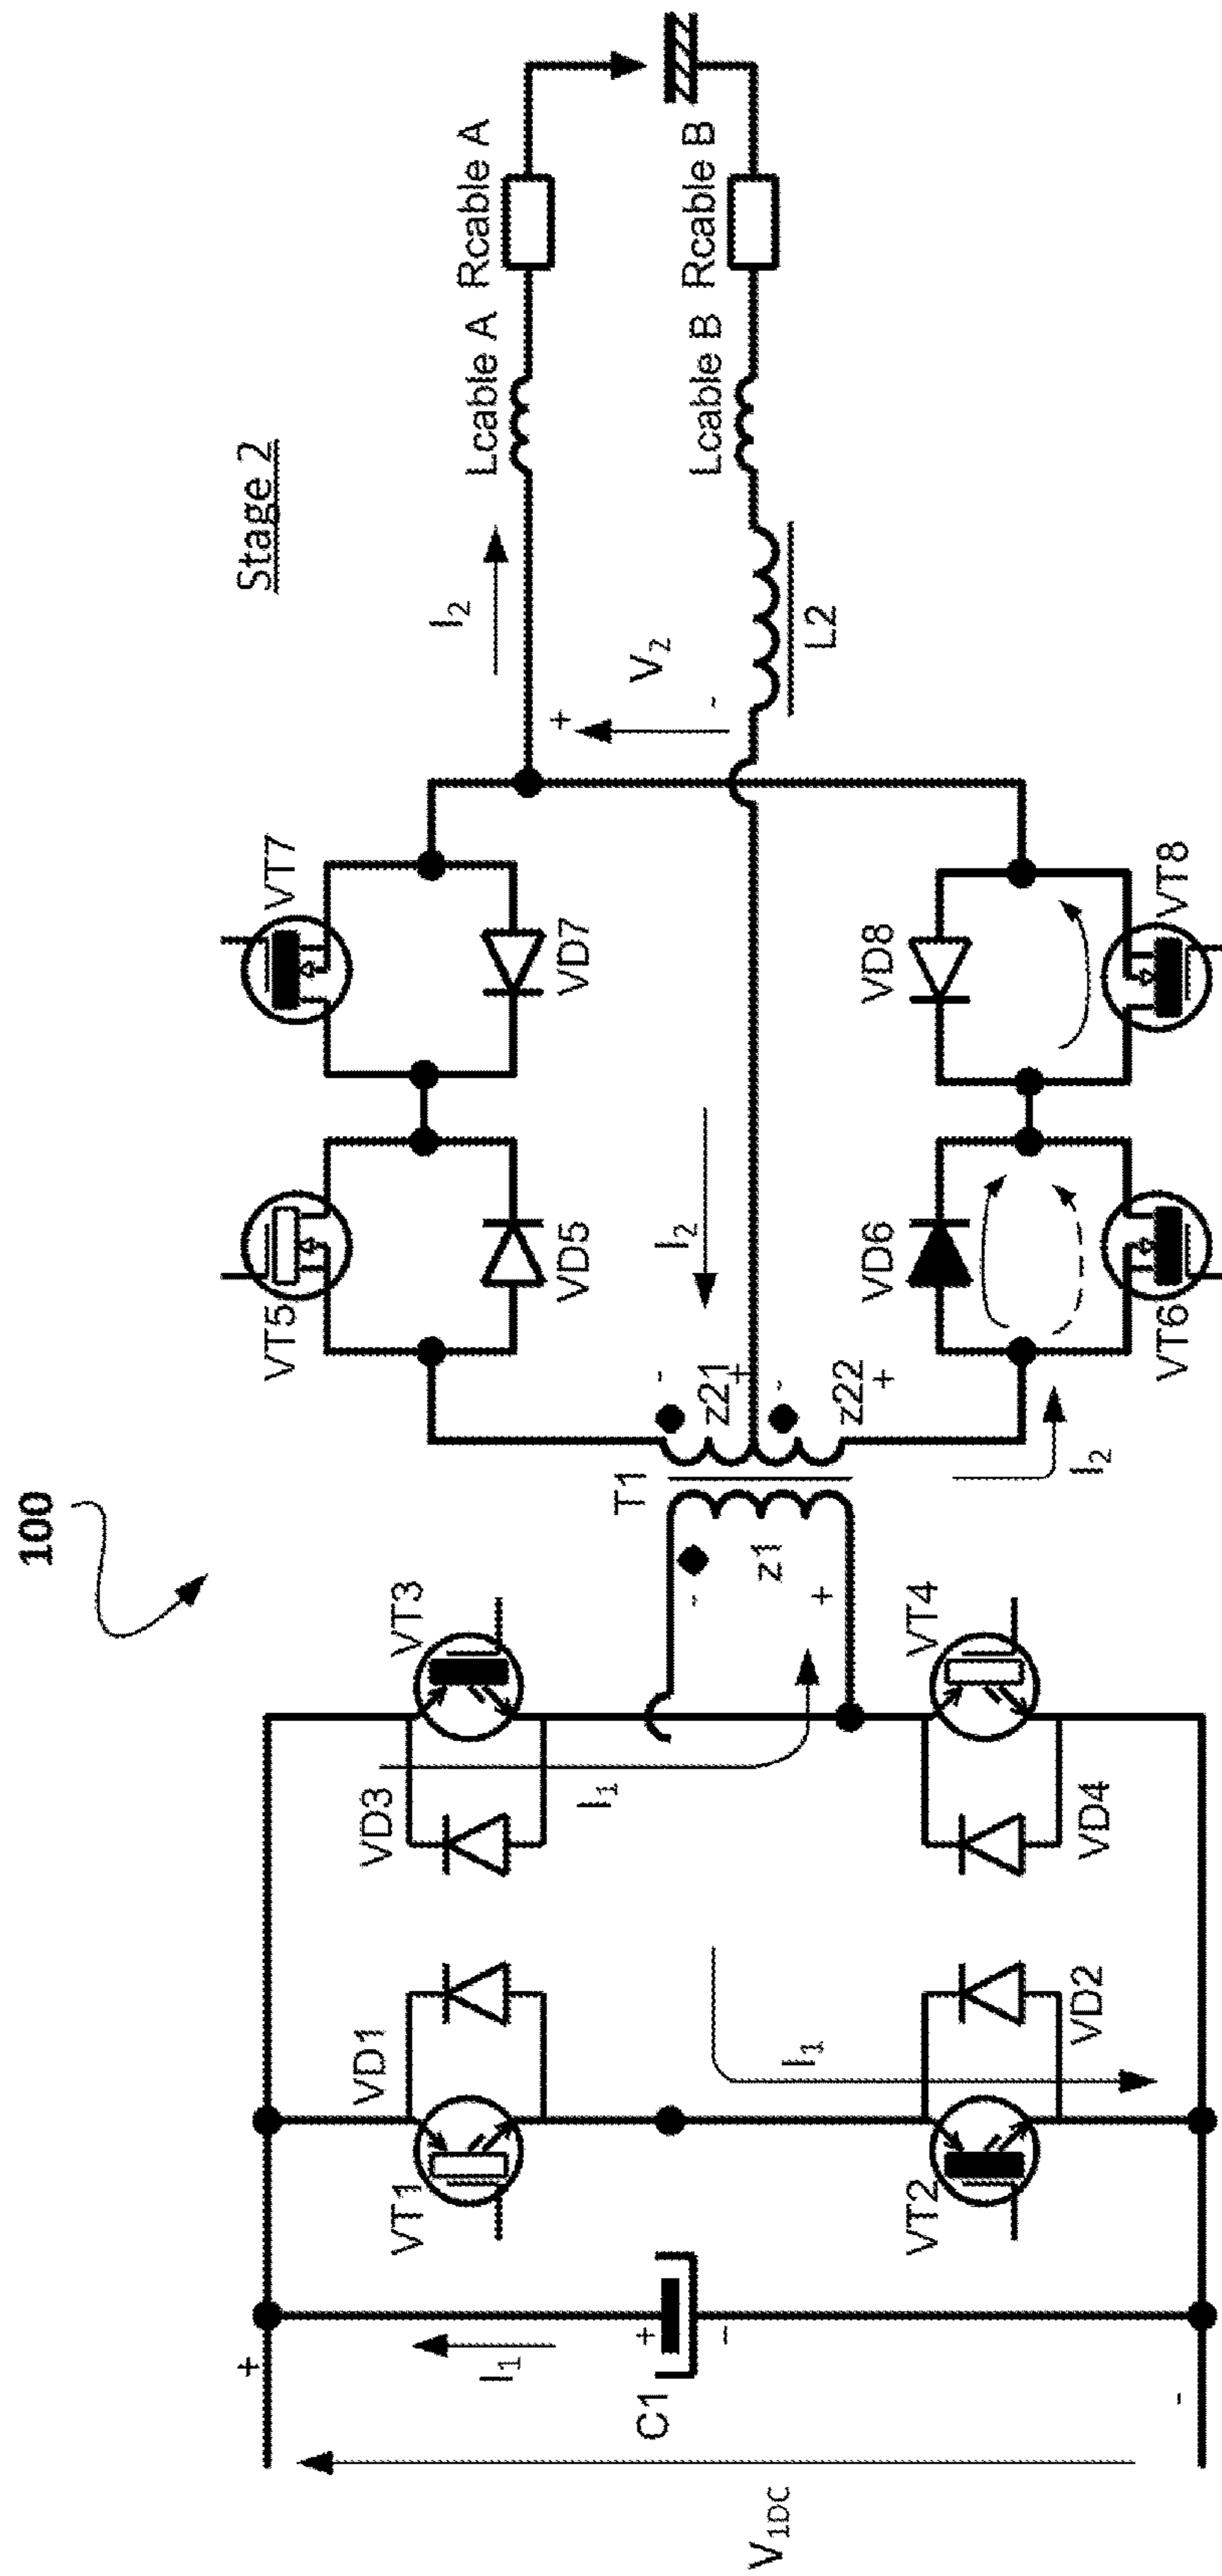 100
Stage 2
V1DC
+
-
C1
+
-
I1
VT1
VD1
VT2
VD2
I1
VD3
VT3
I1
VD4
VT4
T1
z1
-
+
z21
-
+
z22
-
+
I2
I2
VT5
VD5
VT7
VD7
VD6
VT6
VD8
VT8
I2
V2
+
-
L2
Lcable A
Rcable A
Lcable B
Rcable B